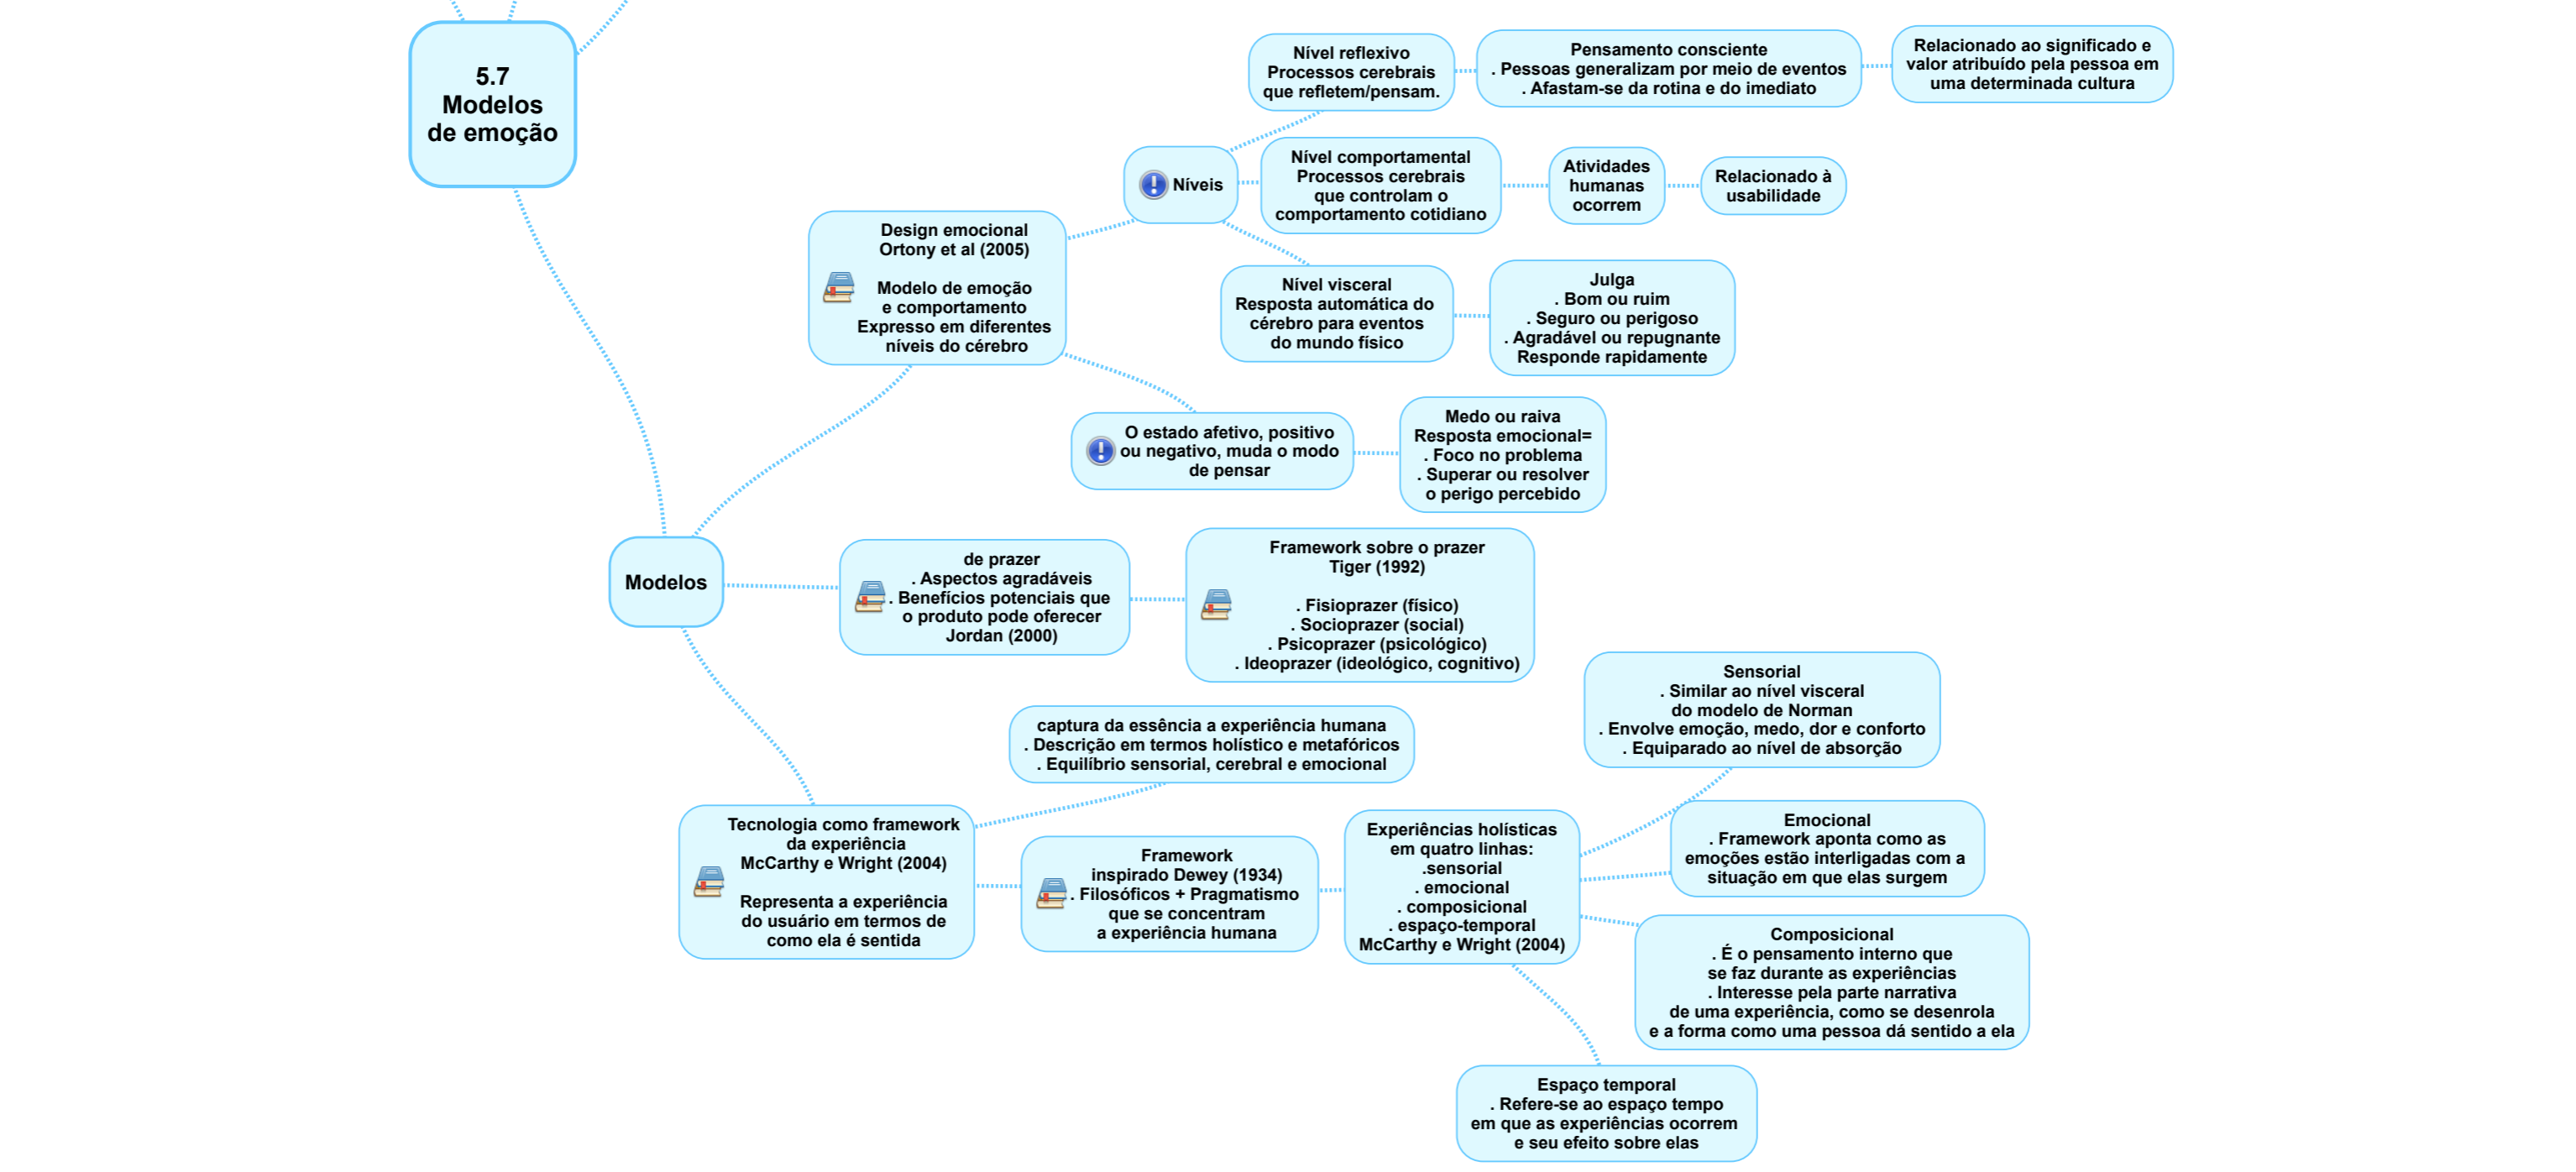 5.7
Modelos
de emoção
Nível reflexivo
Processos cerebrais
que refletem/pensam.
Pensamento consciente
. Pessoas generalizam por meio de eventos
. Afastam-se da rotina e do imediato
Relacionado ao significado e
valor atribuído pela pessoa em
uma determinada cultura
Níveis
Nível comportamental
Processos cerebrais
que controlam o
comportamento cotidiano
Atividades
humanas
ocorrem
Relacionado à
usabilidade
Design emocional
Ortony et al (2005)
Modelo de emoção
e comportamento
Expresso em diferentes
níveis do cérebro
Nível visceral
Resposta automática do
cérebro para eventos
do mundo físico
Julga
. Bom ou ruim
. Seguro ou perigoso
. Agradável ou repugnante
Responde rapidamente
O estado afetivo, positivo
ou negativo, muda o modo
de pensar
Medo ou raiva
Resposta emocional=
. Foco no problema
. Superar ou resolver
o perigo percebido
Modelos
de prazer
. Aspectos agradáveis
. Benefícios potenciais que
o produto pode oferecer
Jordan (2000)
Framework sobre o prazer
Tiger (1992)
. Fisioprazer (físico)
. Socioprazer (social)
. Psicoprazer (psicológico)
. Ideoprazer (ideológico, cognitivo)
captura da essência a experiência humana
. Descrição em termos holístico e metafóricos
. Equilíbrio sensorial, cerebral e emocional
Tecnologia como framework
da experiência
McCarthy e Wright (2004)
Representa a experiência
do usuário em termos de
como ela é sentida
Framework
inspirado Dewey (1934)
. Filosóficos + Pragmatismo
que se concentram
a experiência humana
Experiências holísticas
em quatro linhas:
.sensorial
. emocional
. composicional
. espaço-temporal
McCarthy e Wright (2004)
Sensorial
. Similar ao nível visceral
do modelo de Norman
. Envolve emoção, medo, dor e conforto
. Equiparado ao nível de absorção
Emocional
. Framework aponta como as
emoções estão interligadas com a
situação em que elas surgem
Composicional
. É o pensamento interno que
se faz durante as experiências
. Interesse pela parte narrativa
de uma experiência, como se desenrola
e a forma como uma pessoa dá sentido a ela
Espaço temporal
. Refere-se ao espaço tempo
em que as experiências ocorrem
e seu efeito sobre elas